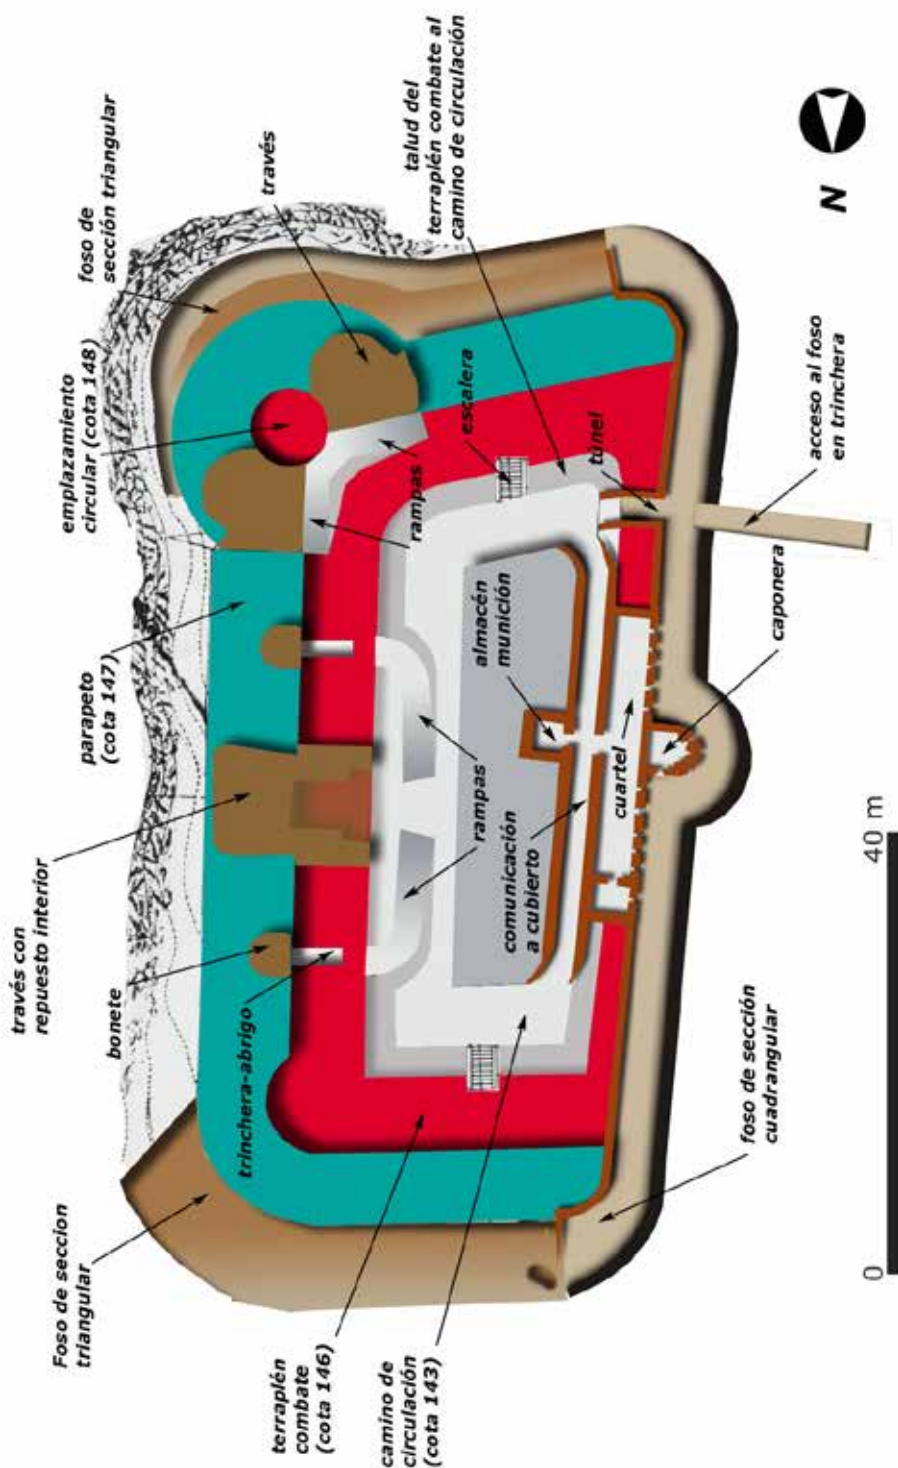 través con
repuesto interior
bonete
parapeto
(cota 147)
emplazamiento
circular (cota 148)
foso de
sección triangular
través
talud del
terraplén combate al
camino de circulación
Foso de seccion
triangular
trinchera-abrigo
rampas
rampas
escalera
almacén
munición
comunicación
a cubierto
túnel
cuartel
terraplén
combate
(cota 146)
camino de
circulación
(cota 143)
foso de sección
cuadrangular
caponera
acceso al foso
en trinchera
N
0
40 m